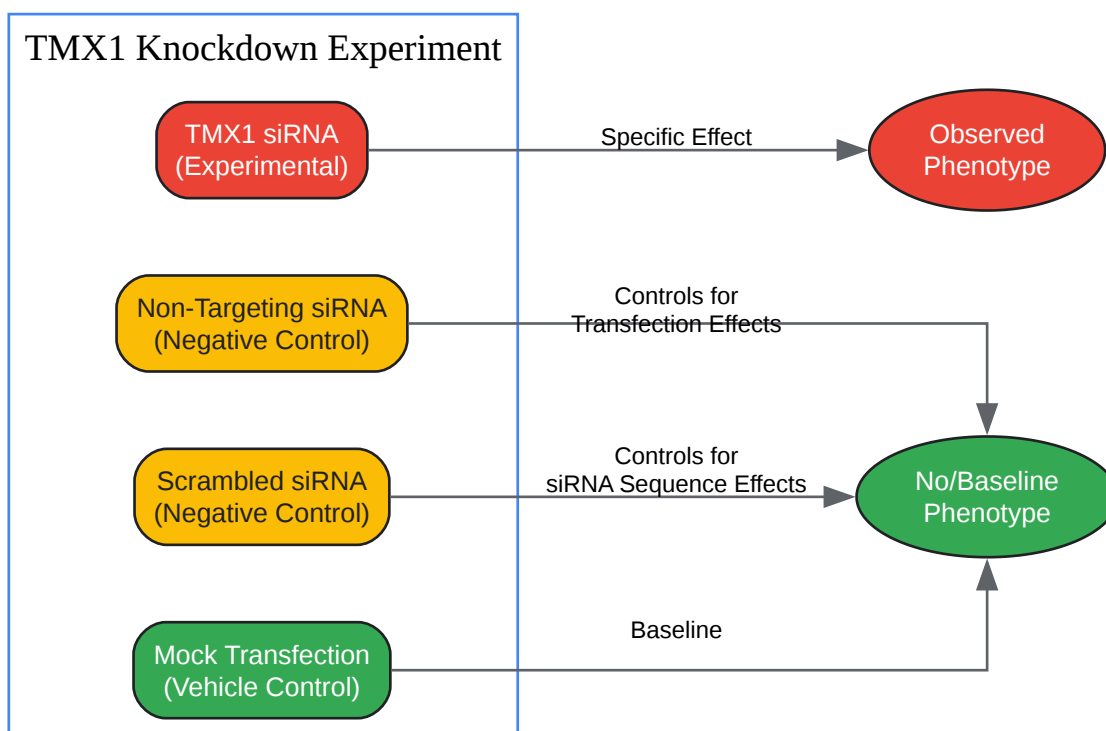 TMX1 Knockdown Experiment
TMX1 siRNA
(Experimental)
Specific Effect
Observed
Phenotype
Non-Targeting siRNA
(Negative Control)
Controls for
Transfection Effects
Scrambled siRNA
(Negative Control)
Controls for
siRNA Sequence Effects
No/Baseline
Phenotype
Mock Transfection
(Vehicle Control)
Baseline